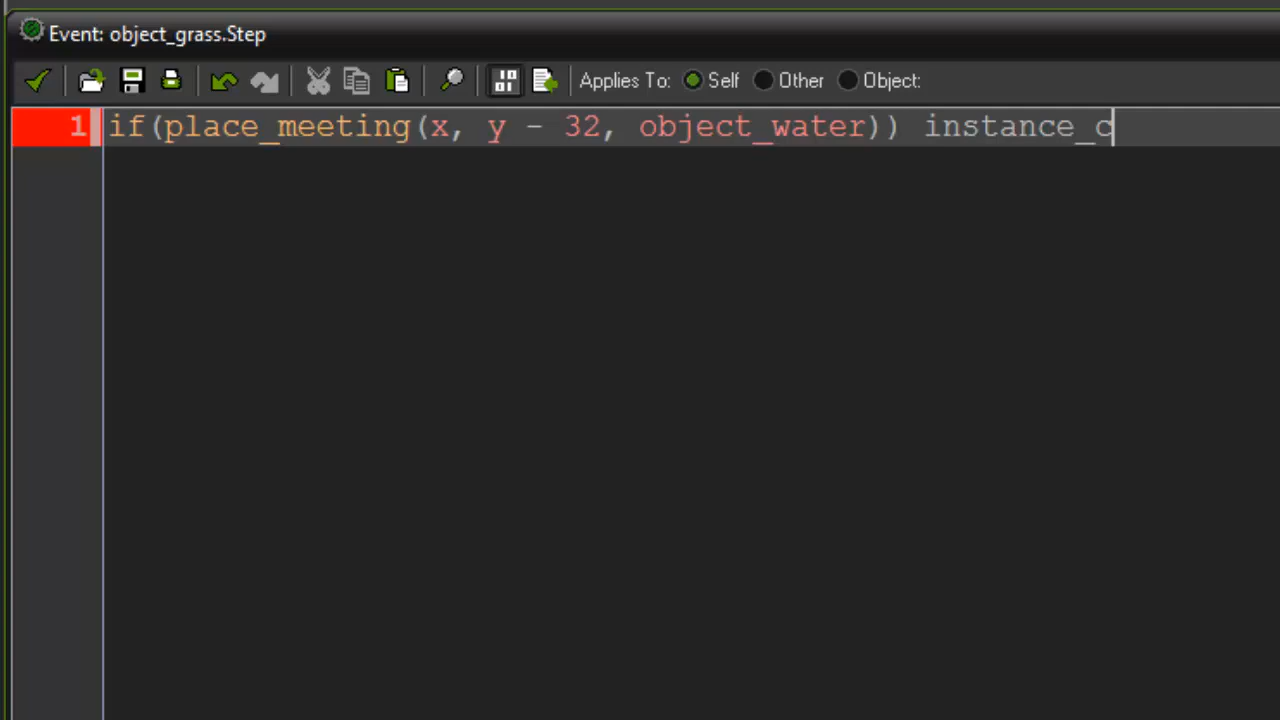 Event: object_grass.Step
Applies To: Self Other Object:
1 if(place_meeting(x, y - 32, object_water)) instance_c